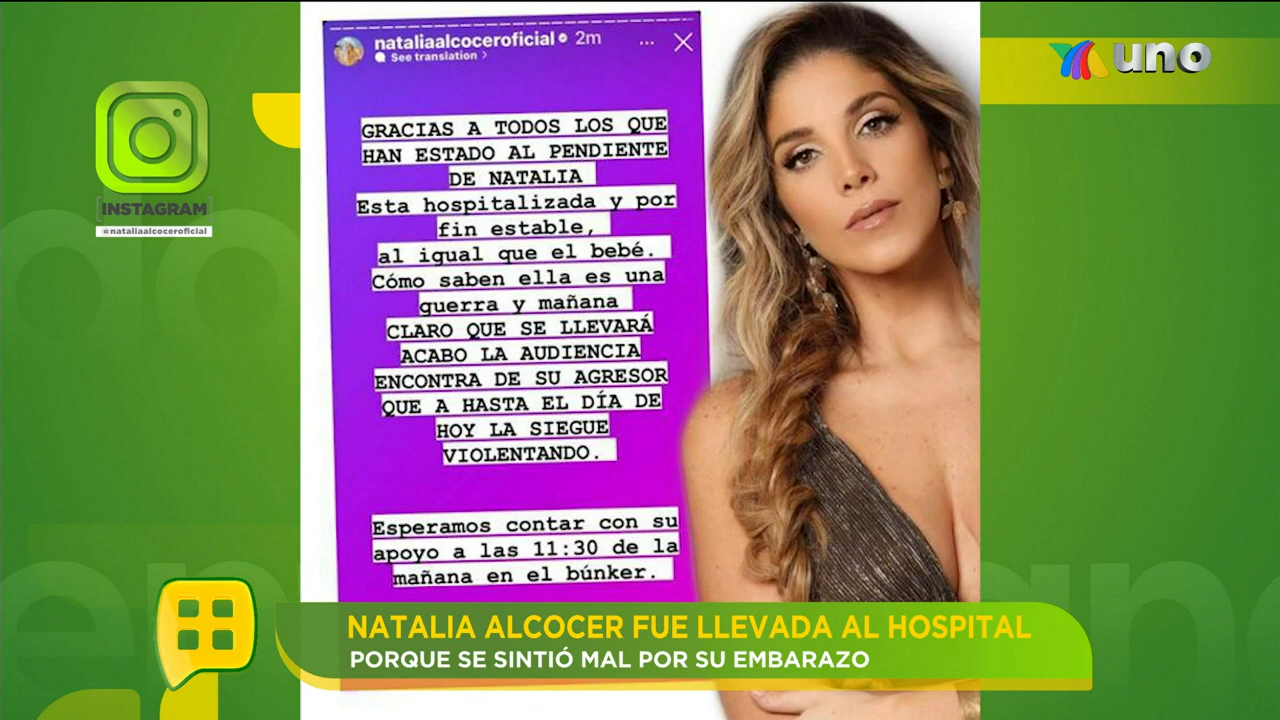 nataliaalcoceroficial 2m
See translation >
GRACIAS A TODOS LOS QUE
HAN ESTADO AL PENDIENTE
DE NATALIA
Esta hospitalizada y por
fin estable,
al igual que el bebé.
Cómo saben ella es una
guerra y mañana
CLARO QUE SE LLEVARÁ
ACABO LA AUDIENCIA
ENCONTRA DE SU AGRESOR
QUE A HASTA EL DÍA DE
HOY LA SIEGUE
VIOLENTANDO.
Esperamos contar con su
apoyo a las 11:30 de la
mañana en el búnker.
INSTAGRAM
@nataliaalcoceroficial
uno
NATALIA ALCOCER FUE LLEVADA AL HOSPITAL
PORQUE SE SINTIÓ MAL POR SU EMBARAZO